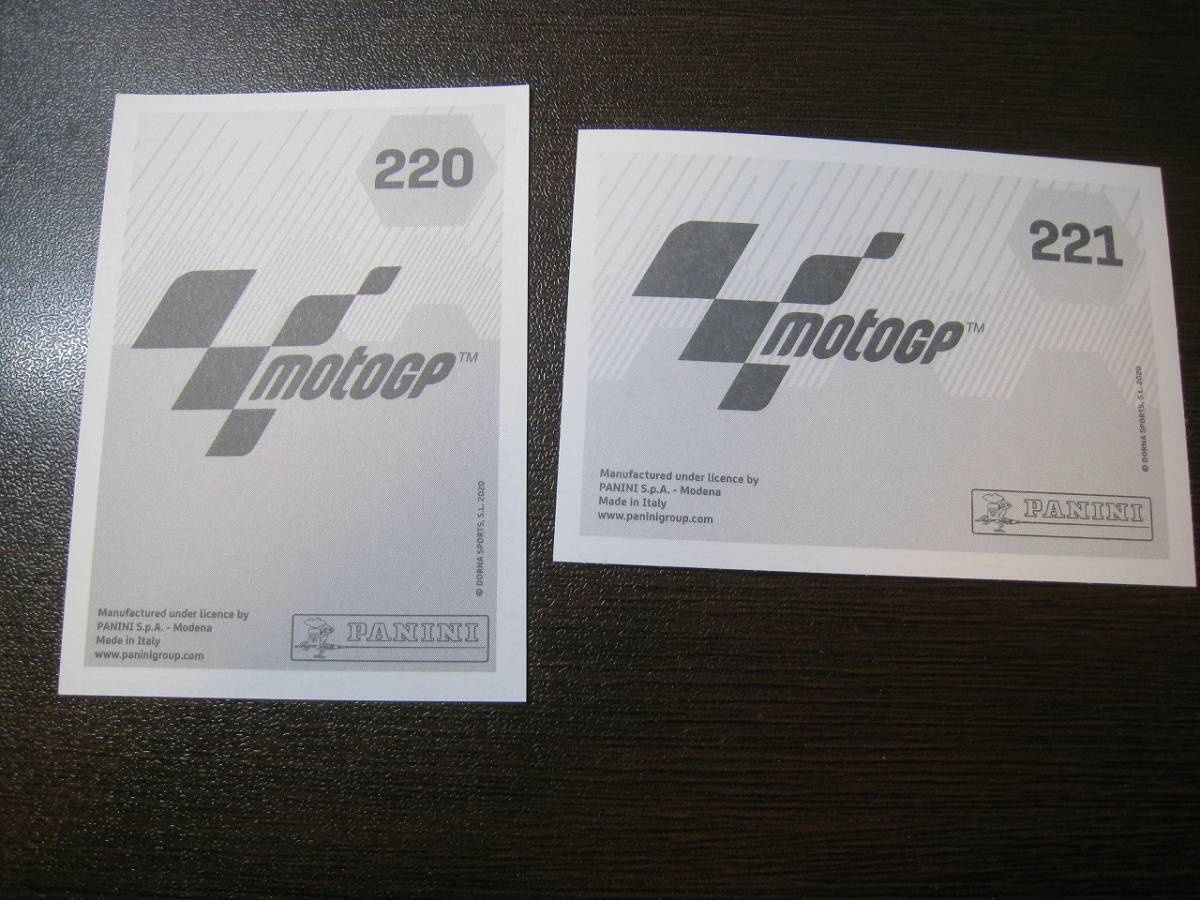 220
motoGP™
© DORNA SPORTS, S.L. 2020
Manufactured under licence by
PANINI S.p.A. - Modena
Made in Italy
www.paninigroup.com
PANINI
221
motoGP™
© DORNA SPORTS, S.L. 2020
Manufactured under licence by
PANINI S.p.A. - Modena
Made in Italy
www.paninigroup.com
PANINI